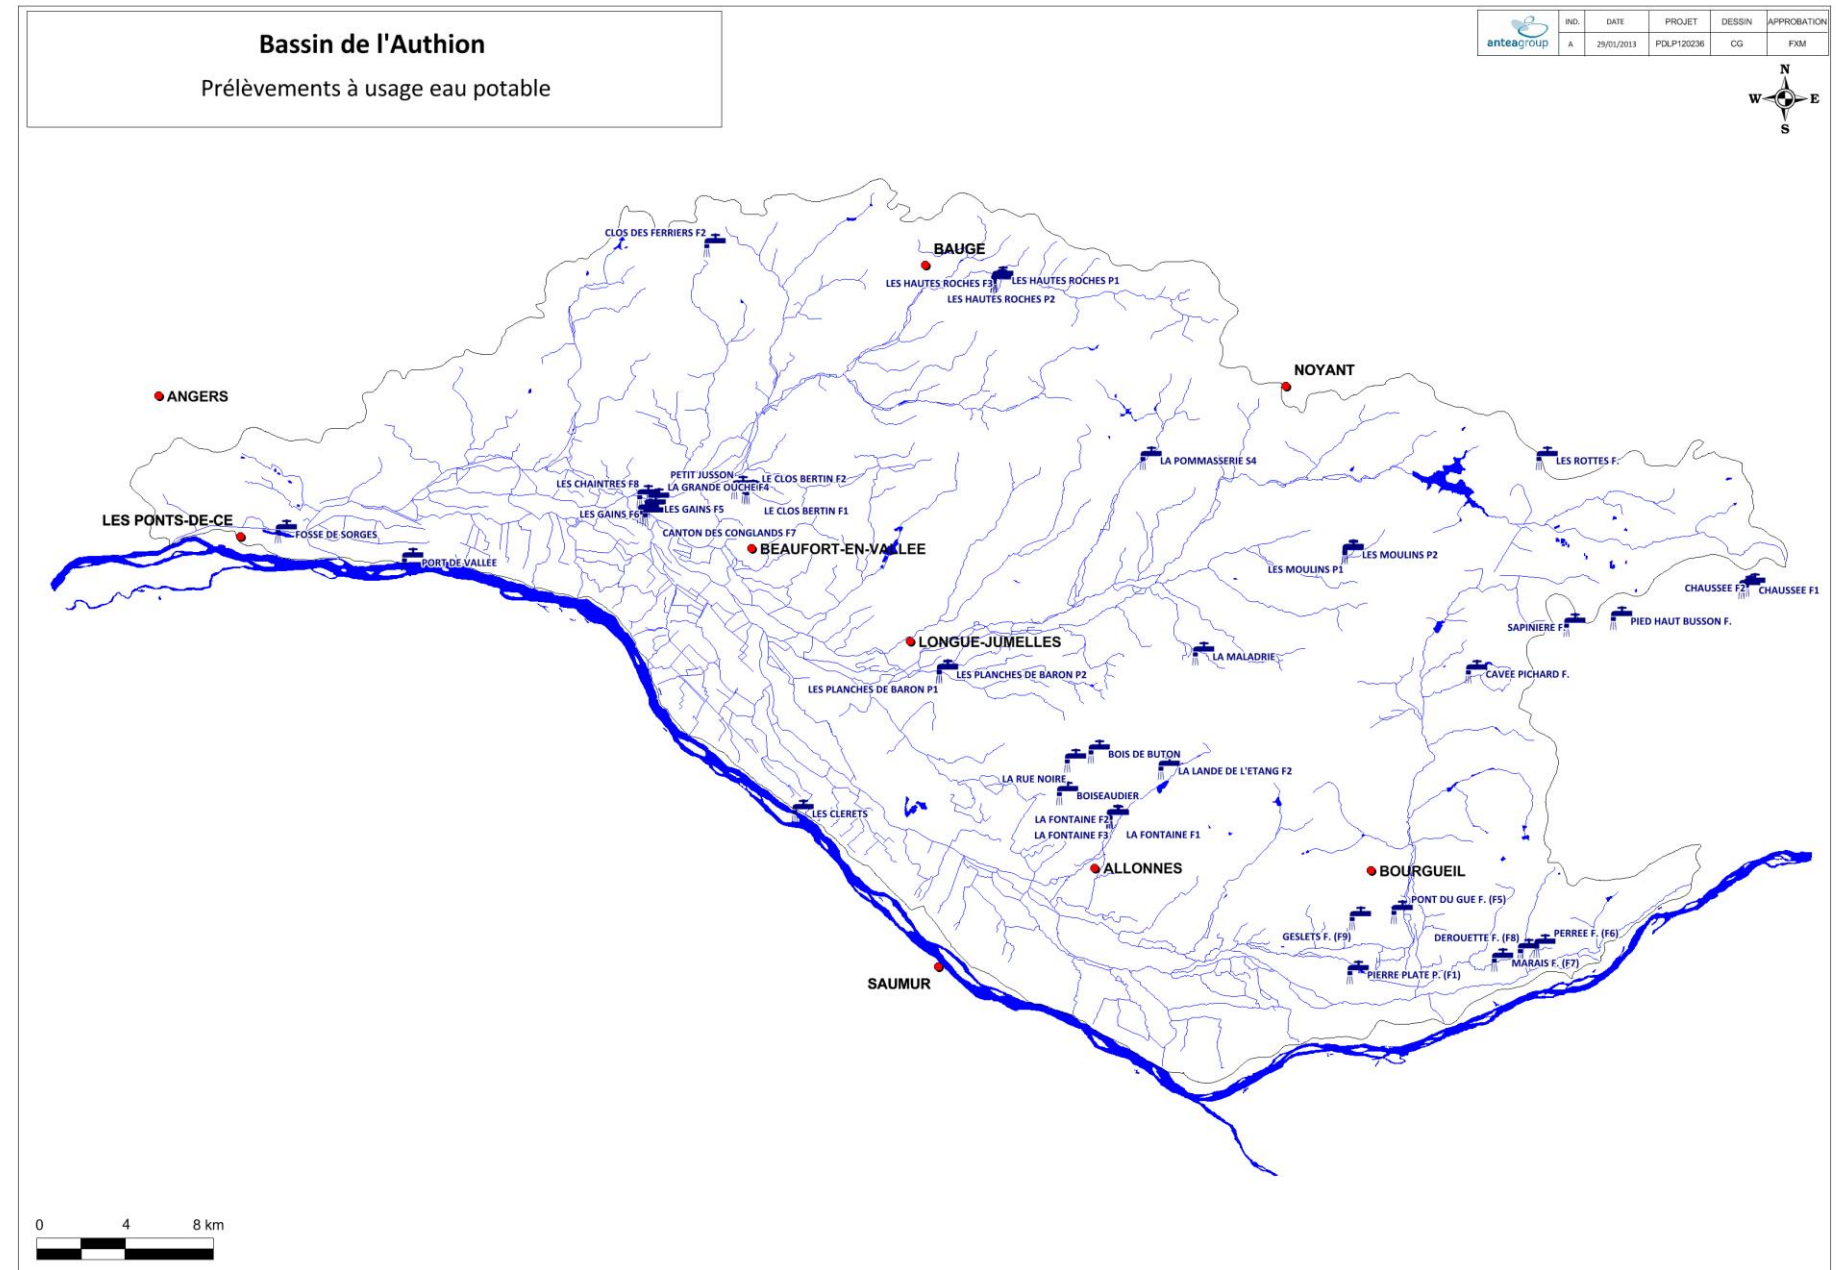 Bassin de l'Authion
Prélèvements à usage eau potable
anteagroup
IND. DATE PROJET DESSIN APPROBATION
A 29/01/2013 PDLP120236 CG FXM
N
W E
S
CLOS DES FERRIERS F2
BAUGE
LES HAUTES ROCHES F3
LES HAUTES ROCHES P1
LES HAUTES ROCHES P2
NOYANT
ANGERS
LA POMMASSERIE S4
LES ROTTES F.
PETIT JUSSON
LE CLOS BERTIN F2
LES CHAINTRES F8
LA GRANDE OUCHE F4
LES GAINS F6
LES GAINS F5
LE CLOS BERTIN F1
LES PONTS-DE-CE
FOSSE DE SORGES
CANTON DES CONGLANDS F7
BEAUFORT-EN-VALLEE
PORT DE VALLÉE
LES MOULINS P2
LES MOULINS P1
CHAUSSEE F2
CHAUSSEE F1
SAPINIERE F.
PIED HAUT BUSSON F.
LONGUE-JUMELLES
LA MALADRIE
LES PLANCHES DE BARON P2
LES PLANCHES DE BARON P1
CAVEE PICHARD F.
BOIS DE BUTON
LA RUE NOIRE
LA LANDE DE L'ETANG F2
BOISEAUDIER
LES CLERETS
LA FONTAINE F2
LA FONTAINE F3
LA FONTAINE F1
ALLONNES
BOURGUEIL
PONT DU GUE F. (F5)
GESLETS F. (F9)
DEROUETTE F. (F8)
PERREE F. (F6)
MARAIS F. (F7)
PIERRE PLATE P. (F1)
SAUMUR
0 4 8 km